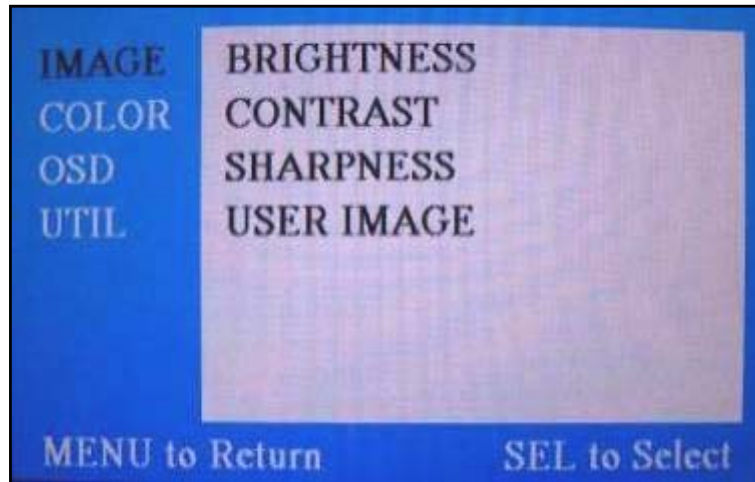 IMAGE BRIGHTNESS
COLOR CONTRAST
OSD SHARPNESS
UTIL USER IMAGE
MENU to Return SEL to Select